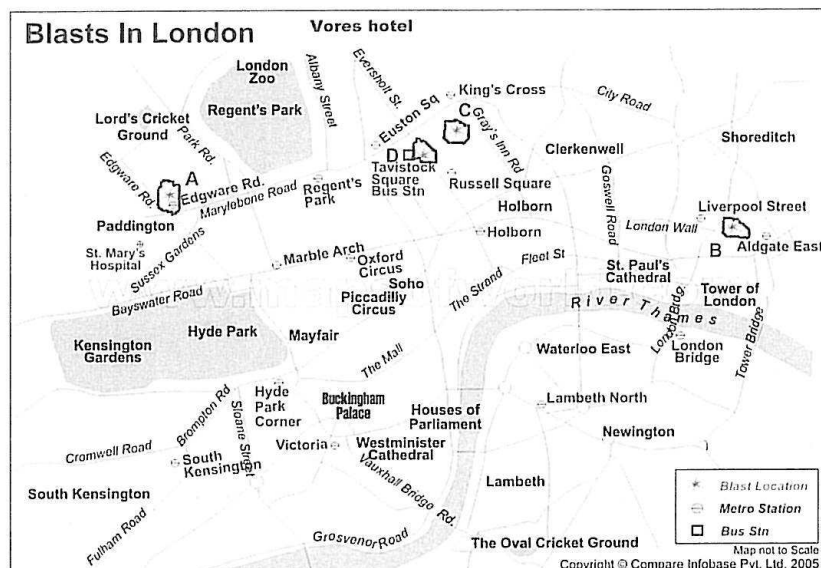 Blasts In London
Vores hotel
London
Zoo
Regent's Park
Albany Street
Eversholt St.
Euston Sq
King's Cross
C
Gray's Inn Rd
City Road
Lord's Cricket
Ground
Park Rd.
Shoreditch
Clerkenwell
Edgware Rd.
A
Edgware Rd.
Marylebone Road
Regent's
Park
D
Tavistock
Square
Bus Stn
Russell Square
Goswell Road
Paddington
Holborn
Liverpool Street
London Wall
B
Aldgate East
St. Mary's
Hospital
Sussex Gardens
Marble Arch
Oxford
Circus
Holborn
Fleet St
St. Paul's
Cathedral
Soho
Piccadilly
Circus
The Strand
Tower of
London
Bayswater Road
River Thames
Hyde Park
Mayfair
Kensington
Gardens
Waterloo East
London Bridg.
London
Bridge
Tower Bridge
The Mall
Hyde
Park
Corner
Buckingham
Palace
Houses of
Parliament
Lambeth North
Brompton Rd
Sloane Street
Newington
Cromwell Road
South
Kensington
Victoria
Westminister
Cathedral
Vauxhall Bridge Rd.
South Kensington
Lambeth
Fulham Road
Grosvenor Road
The Oval Cricket Ground
Blast Location
Metro Station
Bus Stn
Map not to Scale
Copyright © Compare Infobase Pvt. Ltd. 2005